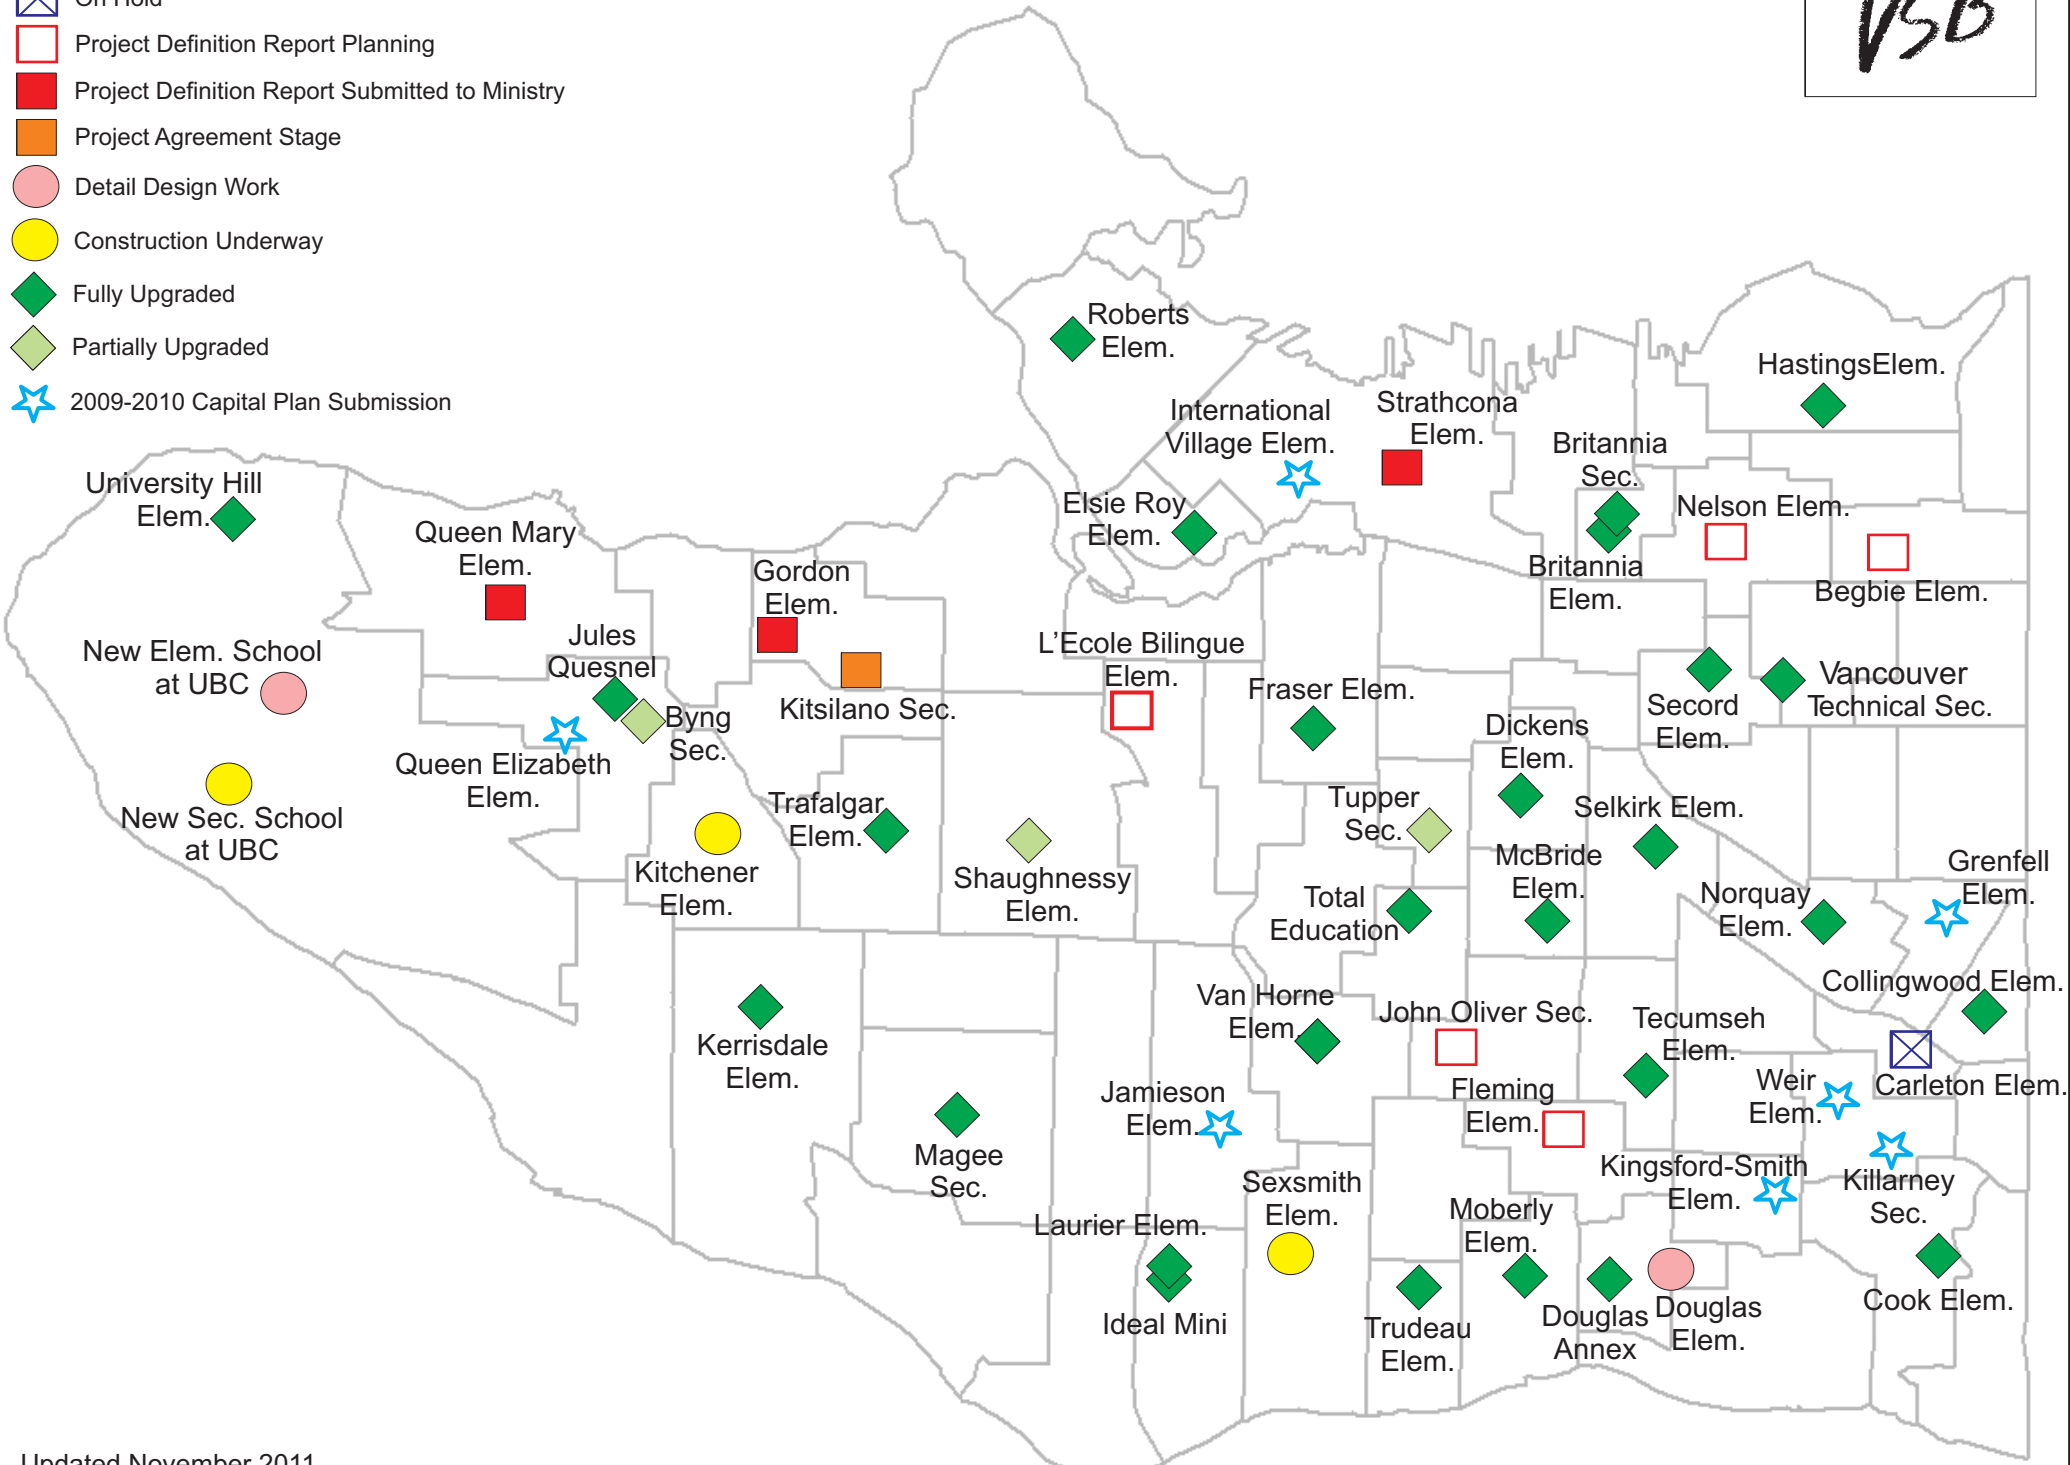 On Hold
Project Definition Report Planning
Project Definition Report Submitted to Ministry
Project Agreement Stage
Detail Design Work
Construction Underway
Fully Upgraded
Partially Upgraded
2009-2010 Capital Plan Submission
VSB
Roberts
Elem.
HastingsElem.
International
Village Elem.
Strathcona
Elem.
Britannia
Sec.
University Hill
Elem.
Elsie Roy
Elem.
Nelson Elem.
Queen Mary
Elem.
Gordon
Elem.
Britannia
Elem.
Begbie Elem.
New Elem. School
at UBC
Jules
Quesnel
L'Ecole Bilingue
Elem.
Kitsilano Sec.
Byng
Sec.
Fraser Elem.
Secord
Elem.
Vancouver
Technical Sec.
Dickens
Elem.
Queen Elizabeth
Elem.
New Sec. School
at UBC
Trafalgar
Elem.
Tupper
Sec.
Selkirk Elem.
Kitchener
Elem.
Shaughnessy
Elem.
McBride
Elem.
Grenfell
Elem.
Total
Education
Norquay
Elem.
Collingwood Elem.
Van Horne
Elem.
John Oliver Sec.
Tecumseh
Elem.
Kerrisdale
Elem.
Jamieson
Elem.
Fleming
Elem.
Weir
Elem.
Carleton Elem.
Magee
Sec.
Kingsford-Smith
Elem.
Killarney
Sec.
Sexsmith
Elem.
Laurier Elem.
Moberly
Elem.
Ideal Mini
Trudeau
Elem.
Douglas
Annex
Douglas
Elem.
Cook Elem.
Updated November 2011